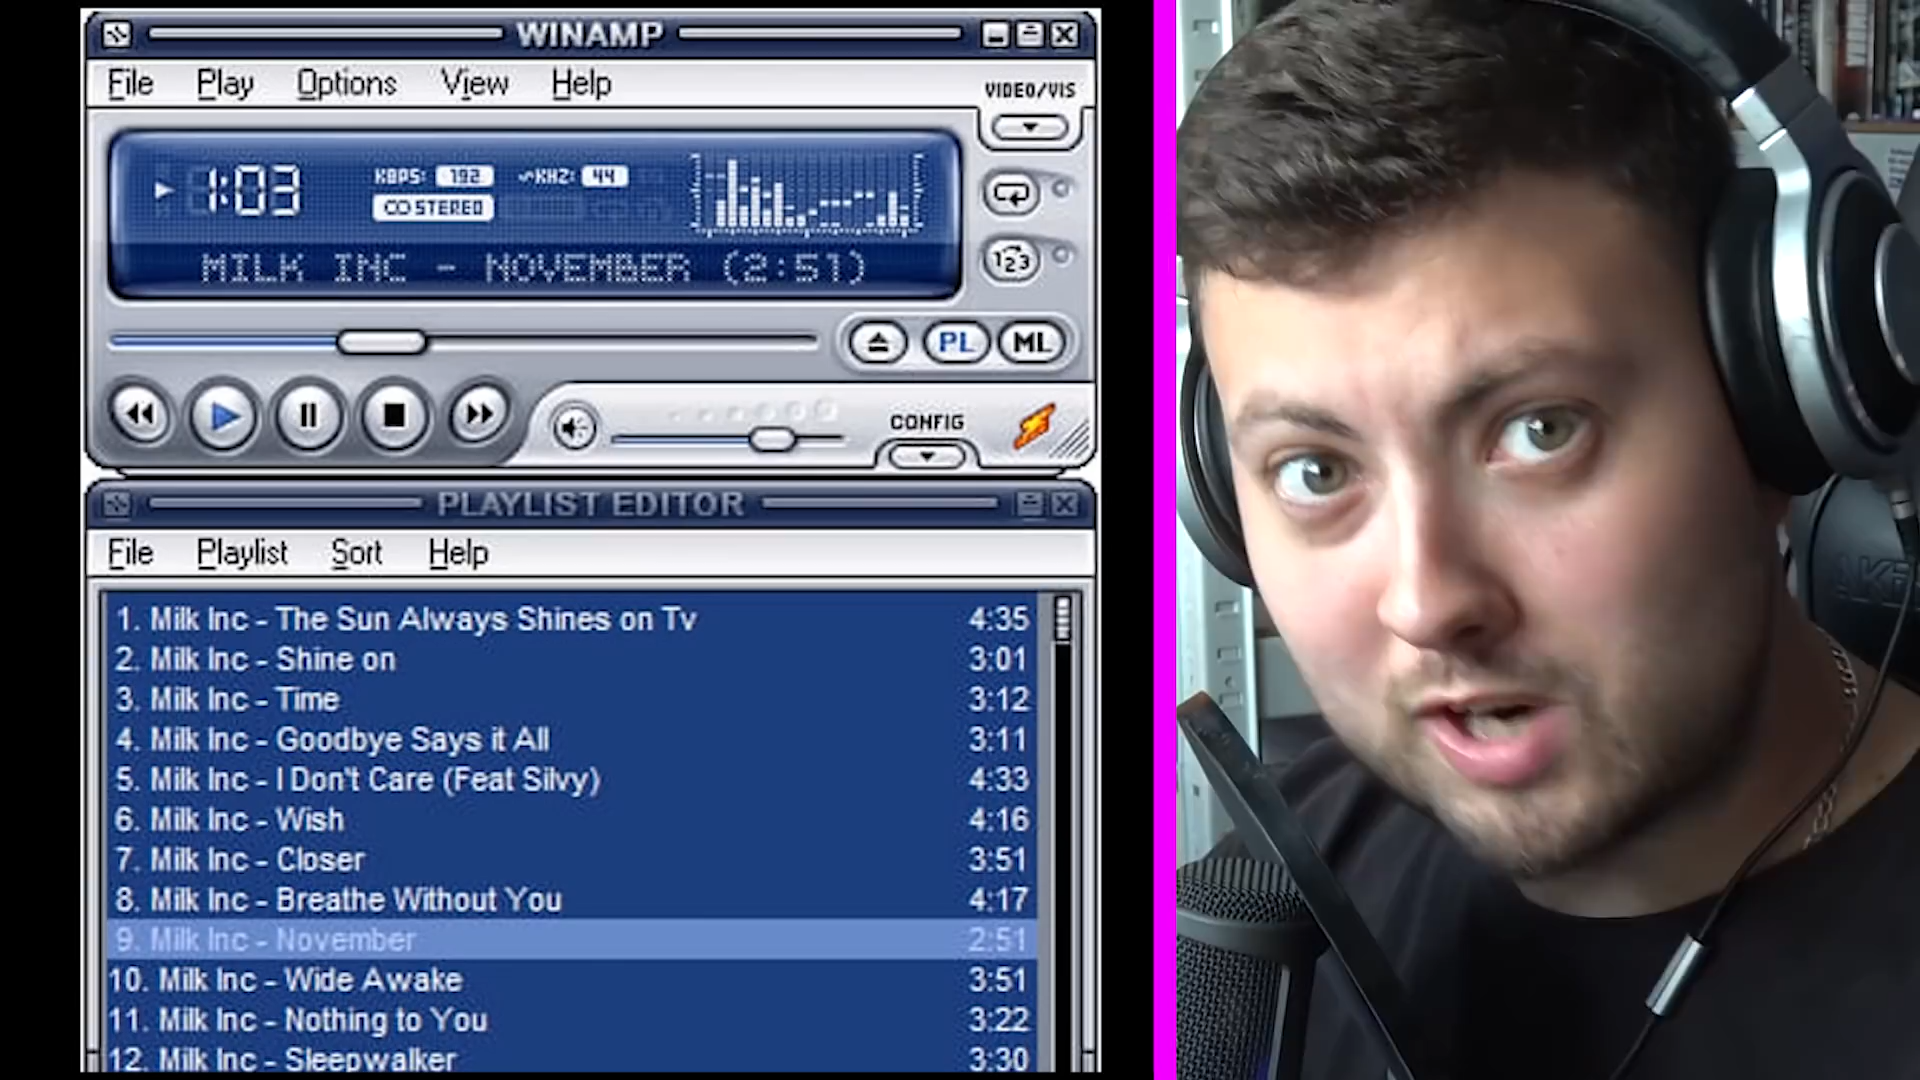 WINAMP
File Play Options View Help
VIDEO/VIS
1:03 KBPS: 192 KHZ: 44
STEREO
MILK INC - NOVEMBER (2:51)
PL ML
123
CONFIG
PLAYLIST EDITOR
File Playlist Sort Help
1. Milk Inc - The Sun Always Shines on Tv 4:35
2. Milk Inc - Shine on 3:01
3. Milk Inc - Time 3:12
4. Milk Inc - Goodbye Says it All 3:11
5. Milk Inc - I Don't Care (Feat Silvy) 4:33
6. Milk Inc - Wish 4:16
7. Milk Inc - Closer 3:51
8. Milk Inc - Breathe Without You 4:17
9. Milk Inc - November 2:51
10. Milk Inc - Wide Awake 3:51
11. Milk Inc - Nothing to You 3:22
12. Milk Inc - Sleepwalker 3:30